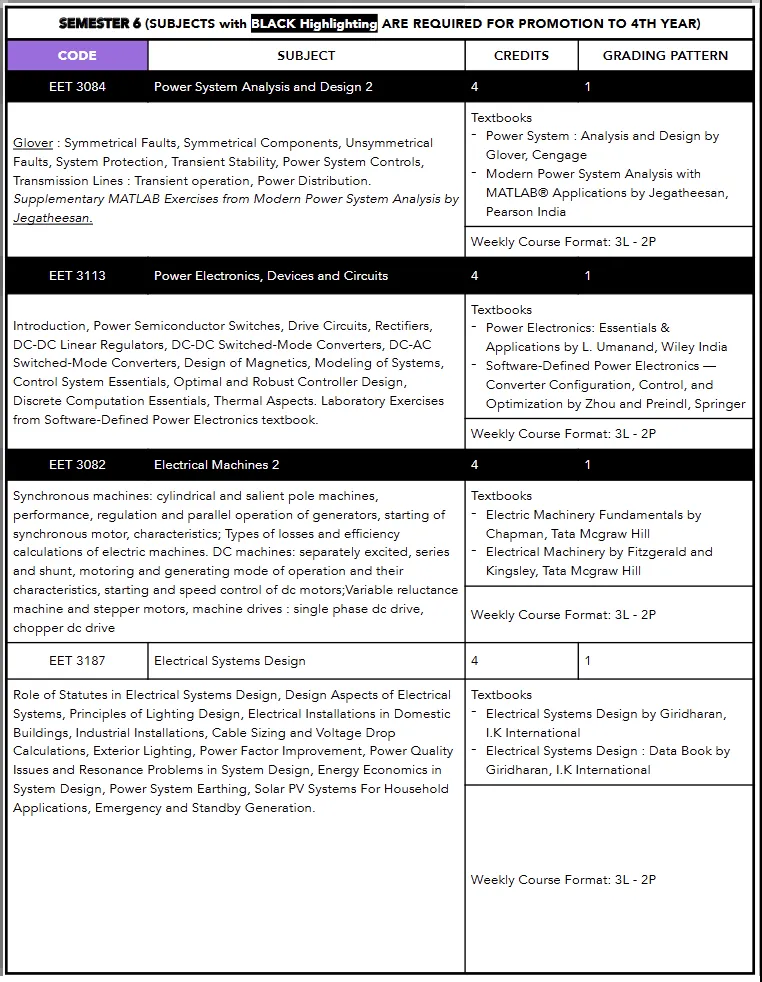 SEMESTER 6 (SUBJECTS with BLACK Highlighting ARE REQUIRED FOR PROMOTION TO 4TH YEAR)
CODE SUBJECT CREDITS GRADING PATTERN
EET 3084 Power System Analysis and Design 2 4 1
Glover : Symmetrical Faults, Symmetrical Components, Unsymmetrical
Faults, System Protection, Transient Stability, Power System Controls,
Transmission Lines : Transient operation, Power Distribution.
Supplementary MATLAB Exercises from Modern Power System Analysis by
Jegatheesan.
Textbooks
- Power System : Analysis and Design by
Glover, Cengage
- Modern Power System Analysis with
MATLAB® Applications by Jegatheesan,
Pearson India
Weekly Course Format: 3L - 2P
EET 3113 Power Electronics, Devices and Circuits 4 1
Introduction, Power Semiconductor Switches, Drive Circuits, Rectifiers,
DC-DC Linear Regulators, DC-DC Switched-Mode Converters, DC-AC
Switched-Mode Converters, Design of Magnetics, Modeling of Systems,
Control System Essentials, Optimal and Robust Controller Design,
Discrete Computation Essentials, Thermal Aspects. Laboratory Exercises
from Software-Defined Power Electronics textbook.
Textbooks
- Power Electronics: Essentials &
Applications by L. Umanand, Wiley India
- Software-Defined Power Electronics —
Converter Configuration, Control, and
Optimization by Zhou and Preindl, Springer
Weekly Course Format: 3L - 2P
EET 3082 Electrical Machines 2 4 1
Synchronous machines: cylindrical and salient pole machines,
performance, regulation and parallel operation of generators, starting of
synchronous motor, characteristics; Types of losses and efficiency
calculations of electric machines. DC machines: separately excited, series
and shunt, motoring and generating mode of operation and their
characteristics, starting and speed control of dc motors;Variable reluctance
machine and stepper motors, machine drives : single phase dc drive,
chopper dc drive
Textbooks
- Electric Machinery Fundamentals by
Chapman, Tata Mcgraw Hill
- Electrical Machinery by Fitzgerald and
Kingsley, Tata Mcgraw Hill
Weekly Course Format: 3L - 2P
EET 3187 Electrical Systems Design 4 1
Role of Statutes in Electrical Systems Design, Design Aspects of Electrical
Systems, Principles of Lighting Design, Electrical Installations in Domestic
Buildings, Industrial Installations, Cable Sizing and Voltage Drop
Calculations, Exterior Lighting, Power Factor Improvement, Power Quality
Issues and Resonance Problems in System Design, Energy Economics in
System Design, Power System Earthing, Solar PV Systems For Household
Applications, Emergency and Standby Generation.
Textbooks
- Electrical Systems Design by Giridharan,
I.K International
- Electrical Systems Design : Data Book by
Giridharan, I.K International
Weekly Course Format: 3L - 2P